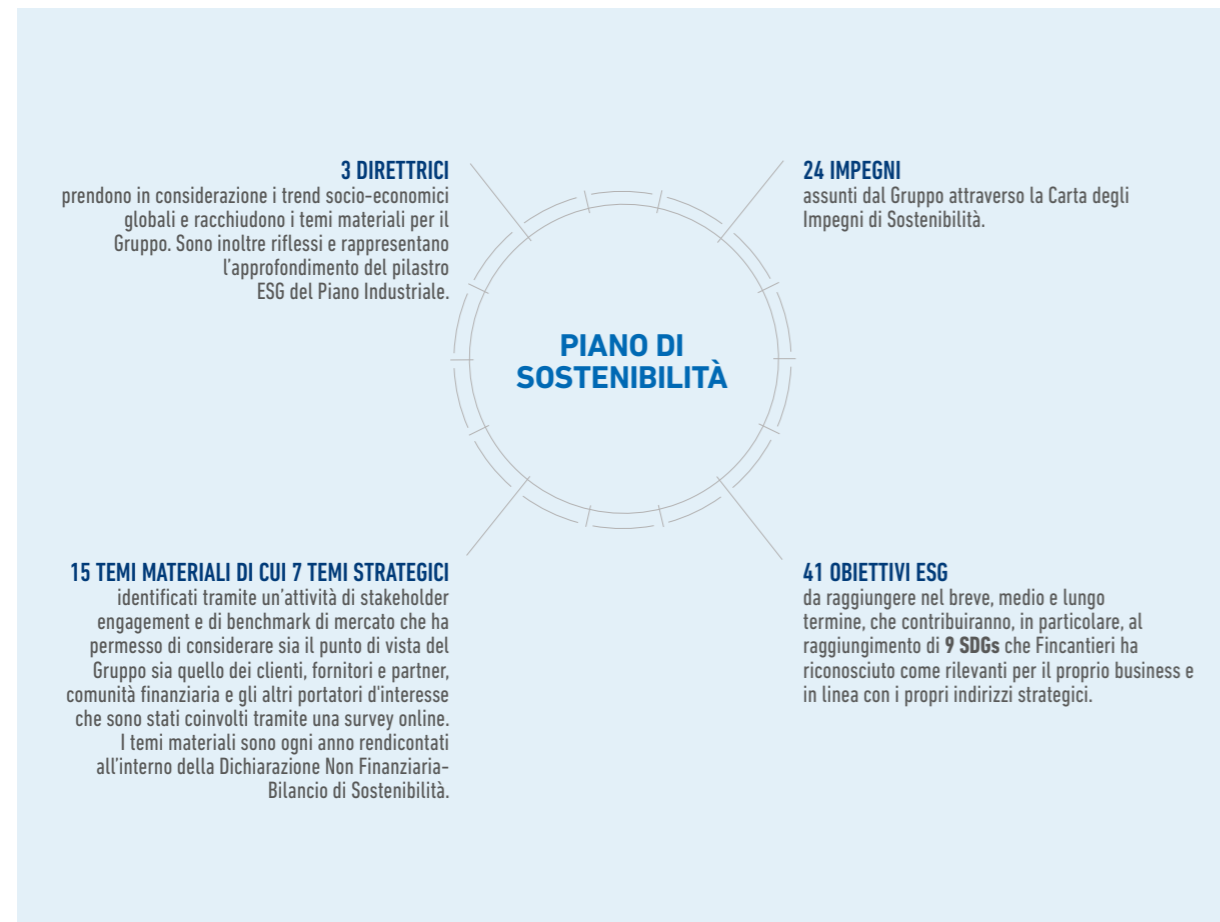 3 DIRETTRICI
prendono in considerazione i trend socio-economici
globali e racchiudono i temi materiali per il
Gruppo. Sono inoltre riflessi e rappresentano
l'approfondimento del pilastro
ESG del Piano Industriale.
24 IMPEGNI
assunti dal Gruppo attraverso la Carta degli
Impegni di Sostenibilità.
PIANO DI
SOSTENIBILITÀ
15 TEMI MATERIALI DI CUI 7 TEMI STRATEGICI
identificati tramite un'attività di stakeholder
engagement e di benchmark di mercato che ha
permesso di considerare sia il punto di vista del
Gruppo sia quello dei clienti, fornitori e partner,
comunità finanziaria e gli altri portatori d'interesse
che sono stati coinvolti tramite una survey online.
I temi materiali sono ogni anno rendicontati
all'interno della Dichiarazione Non Finanziaria-
Bilancio di Sostenibilità.
41 OBIETTIVI ESG
da raggiungere nel breve, medio e lungo
termine, che contribuiranno, in particolare, al
raggiungimento di 9 SDGs che Fincantieri ha
riconosciuto come rilevanti per il proprio business e
in linea con i propri indirizzi strategici.